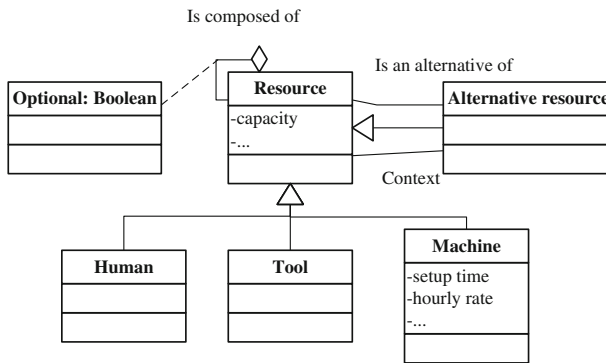 Is composed of
Is an alternative of
Optional: Boolean
Resource
-capacity
-...
Alternative resource
Context
Human
Tool
Machine
-setup time
-hourly rate
-...